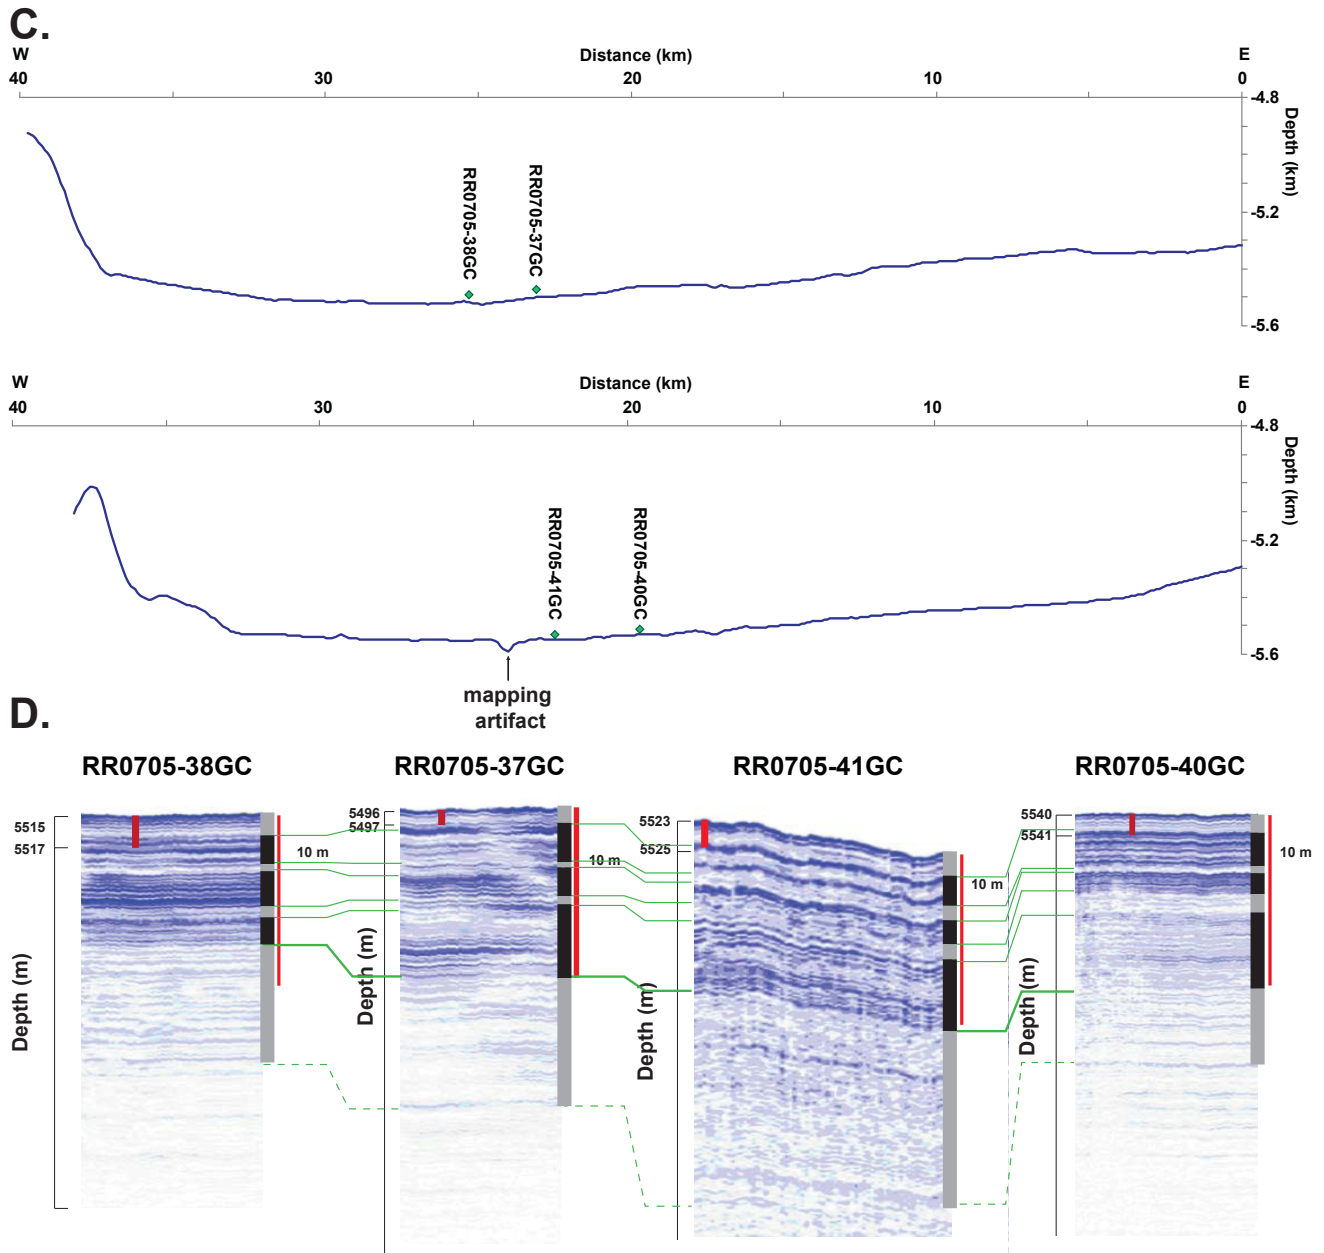 C.
W Distance (km) E
40 30 20 10 0
-4.8
-5.2
-5.6
Depth (km)
RR0705-38GC
RR0705-37GC
W Distance (km) E
40 30 20 10 0
-4.8
-5.2
-5.6
Depth (km)
RR0705-41GC
RR0705-40GC
mapping
artifact
D.
RR0705-38GC RR0705-37GC RR0705-41GC RR0705-40GC
5515
5517
Depth (m)
10 m
5496
5497
Depth (m)
10 m
5523
5525
Depth (m)
10 m
5540
5541
Depth (m)
10 m